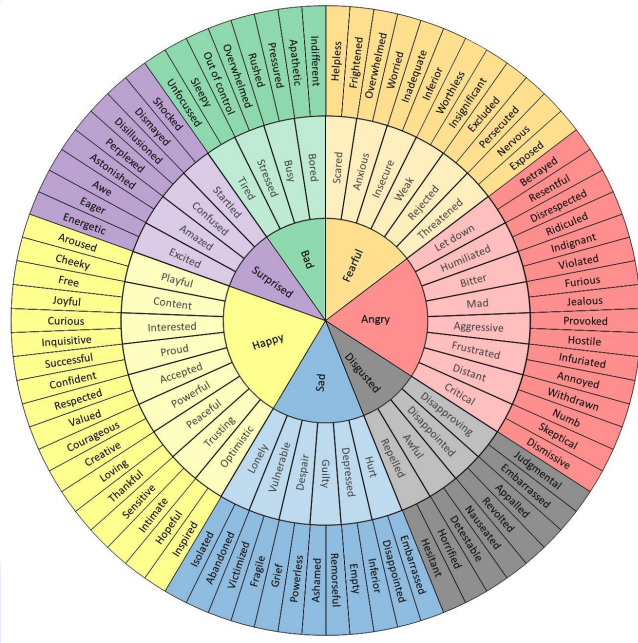 Fearful
Angry
Disgusted
Sad
Happy
Surprised
Bad
Scared
Anxious
Insecure
Weak
Rejected
Threatened
Let down
Humiliated
Bitter
Mad
Aggressive
Frustrated
Distant
Critical
Disapproving
Disappointed
Awful
Repelled
Hurt
Depressed
Guilty
Despair
Vulnerable
Lonely
Optimistic
Trusting
Peaceful
Powerful
Accepted
Proud
Interested
Content
Playful
Excited
Amazed
Confused
Startled
Tired
Stressed
Busy
Bored
Helpless
Frightened
Overwhelmed
Worried
Inadequate
Inferior
Worthless
Insignificant
Excluded
Persecuted
Nervous
Exposed
Betrayed
Resentful
Disrespected
Ridiculed
Indignant
Violated
Furious
Jealous
Provoked
Hostile
Infuriated
Annoyed
Withdrawn
Numb
Skeptical
Dismissive
Judgmental
Embarrassed
Appalled
Revolted
Nauseated
Detestable
Horrified
Hesitant
Embarrassed
Disappointed
Inferior
Empty
Remorseful
Ashamed
Powerless
Grief
Fragile
Victimized
Abandoned
Isolated
Inspired
Hopeful
Intimate
Sensitive
Thankful
Loving
Creative
Courageous
Valued
Respected
Confident
Successful
Inquisitive
Curious
Joyful
Free
Cheeky
Aroused
Energetic
Eager
Awe
Astonished
Perplexed
Disillusioned
Dismayed
Shocked
Unfocussed
Sleepy
Out of control
Overwhelmed
Rushed
Pressured
Apathetic
Indifferent